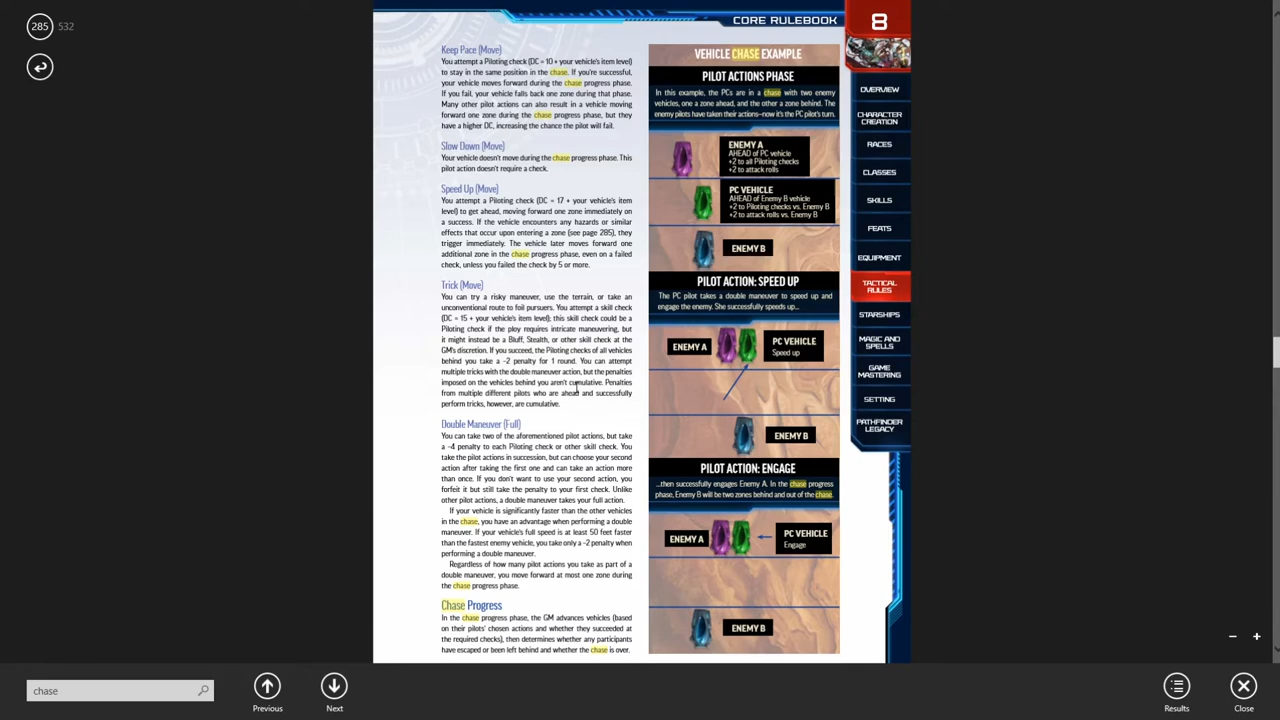 285 532
CORE RULEBOOK
8
Keep Pace (Move)
You attempt a Piloting check (DC = 10 + your vehicle's item level)
to stay in the same position in the chase. If you're successful,
your vehicle moves forward during the chase progress phase.
If you fail, your vehicle falls back one zone during that phase.
Many other pilot actions can also result in a vehicle moving
forward one zone during the chase progress phase, but they
have a higher DC, increasing the chance the pilot will fail.
Slow Down (Move)
Your vehicle doesn't move during the chase progress phase. This
pilot action doesn't require a check.
Speed Up (Move)
You attempt a Piloting check (DC = 17 + your vehicle's item
level) to get ahead, moving forward one zone immediately on
a success. If the vehicle encounters any hazards or similar
effects that occur upon entering a zone (see page 285), they
trigger immediately. The vehicle later moves forward one
additional zone in the chase progress phase, even on a failed
check, unless you failed the check by 5 or more.
Trick (Move)
You can try a risky maneuver, use the terrain, or take an
unconventional route to foil pursuers. You attempt a skill check
(DC = 15 + your vehicle's item level); this skill check could be a
Piloting check if the ploy requires intricate maneuvering, but
it might instead be a Bluff, Stealth, or other skill check at the
GM's discretion. If you succeed, the Piloting checks of all vehicles
behind you take a –2 penalty for 1 round. You can attempt
multiple tricks with the double maneuver action, but the penalties
imposed on the vehicles behind you aren't cumulative. Penalties
from multiple different pilots who are ahead and successfully
perform tricks, however, are cumulative.
Double Maneuver (Full)
You can take two of the aforementioned pilot actions, but take
a –4 penalty to each Piloting check or other skill check. You
take the pilot actions in succession, but can choose your second
action after taking the first one and can take an action more
than once. If you don't want to use your second action, you
forfeit it but still take the penalty to your first check. Unlike
other pilot actions, a double maneuver takes your full action.
If your vehicle is significantly faster than the other vehicles
in the chase, you have an advantage when performing a double
maneuver. If your vehicle's full speed is at least 50 feet faster
than the fastest enemy vehicle, you take only a –2 penalty when
performing a double maneuver.
Regardless of how many pilot actions you take as part of a
double maneuver, you move forward at most one zone during
the chase progress phase.
Chase Progress
In the chase progress phase, the GM advances vehicles (based
on their pilots' chosen actions and whether they succeeded at
the required checks), then determines whether any participants
have escaped or been left behind and whether the chase is over.
VEHICLE CHASE EXAMPLE
PILOT ACTIONS PHASE
In this example, the PCs are in a chase with two enemy
vehicles, one a zone ahead, and the other a zone behind. The
enemy pilots have taken their actions–now it's the PC pilot's turn.
ENEMY A
AHEAD of PC vehicle
+2 to all Piloting checks
+2 to attack rolls
PC VEHICLE
AHEAD of Enemy B vehicle
+2 to Piloting checks vs. Enemy B
+2 to attack rolls vs. Enemy B
ENEMY B
PILOT ACTION: SPEED UP
The PC pilot takes a double maneuver to speed up and
engage the enemy. She successfully speeds up...
ENEMY A
PC VEHICLE
Speed up
ENEMY B
PILOT ACTION: ENGAGE
...then successfully engages Enemy A. In the chase progress
phase, Enemy B will be two zones behind and out of the chase.
ENEMY A
PC VEHICLE
Engage
ENEMY B
OVERVIEW
CHARACTER
CREATION
RACES
CLASSES
SKILLS
FEATS
EQUIPMENT
TACTICAL
RULES
STARSHIPS
MAGIC AND
SPELLS
GAME
MASTERING
SETTING
PATHFINDER
LEGACY
chase
Previous
Next
Results
Close